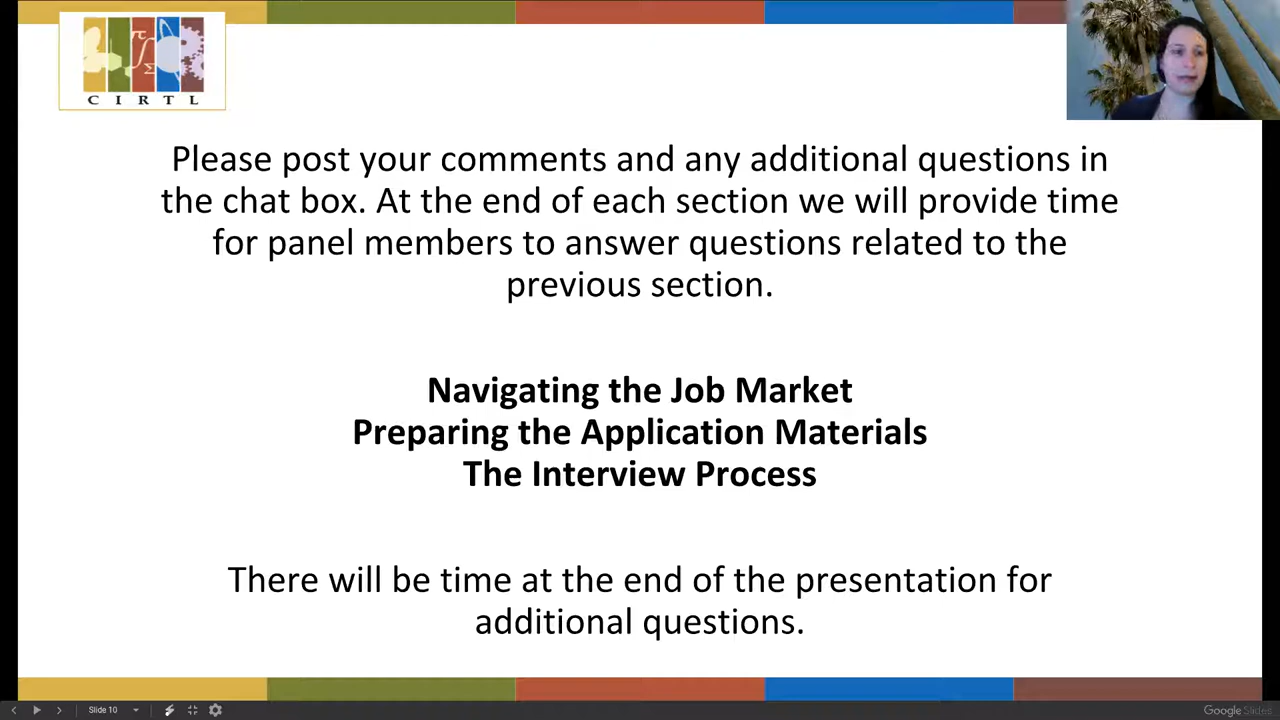 CIRTL
Please post your comments and any additional questions in
the chat box. At the end of each section we will provide time
for panel members to answer questions related to the
previous section.
Navigating the Job Market
Preparing the Application Materials
The Interview Process
There will be time at the end of the presentation for
additional questions.
Slide 10
Google Slides